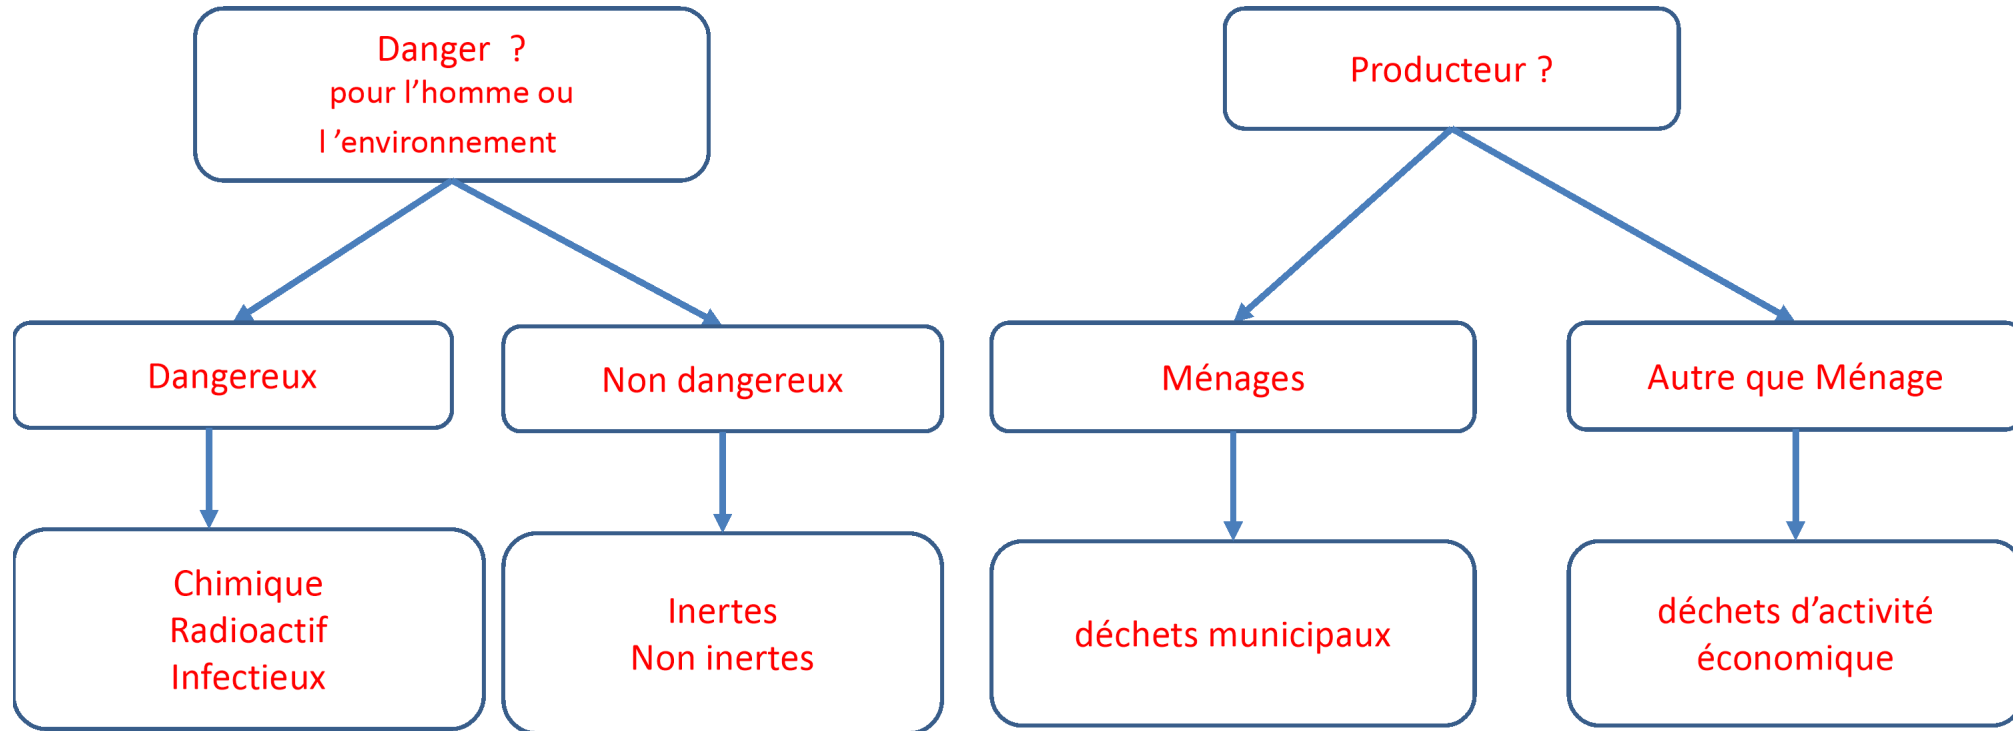 Danger ?
pour l’homme ou
l ’environnement
Producteur ?
Dangereux
Non dangereux
Ménages
Autre que Ménage
Chimique
Radioactif
Infectieux
Inertes
Non inertes
déchets municipaux
déchets d’activité
économique